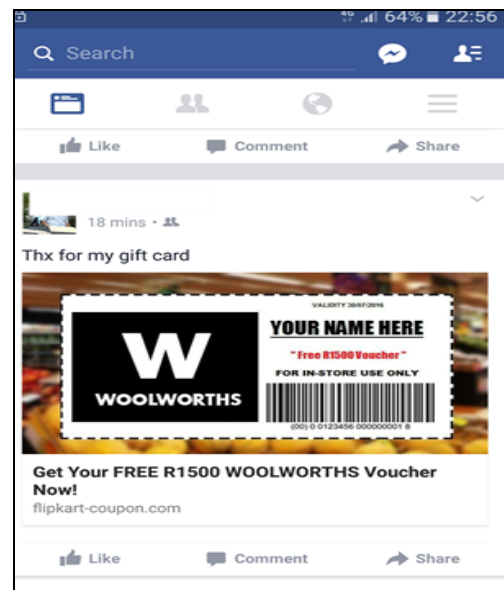 4G 64% 22:56
Search
Like Comment Share
18 mins
Thx for my gift card
VALIDITY 30/07/2016
YOUR NAME HERE
"Free R1500 Voucher"
FOR IN-STORE USE ONLY
W
WOOLWORTHS
(00) 0 0123456 000000001 8
Get Your FREE R1500 WOOLWORTHS Voucher
Now!
flipkart-coupon.com
Like Comment Share